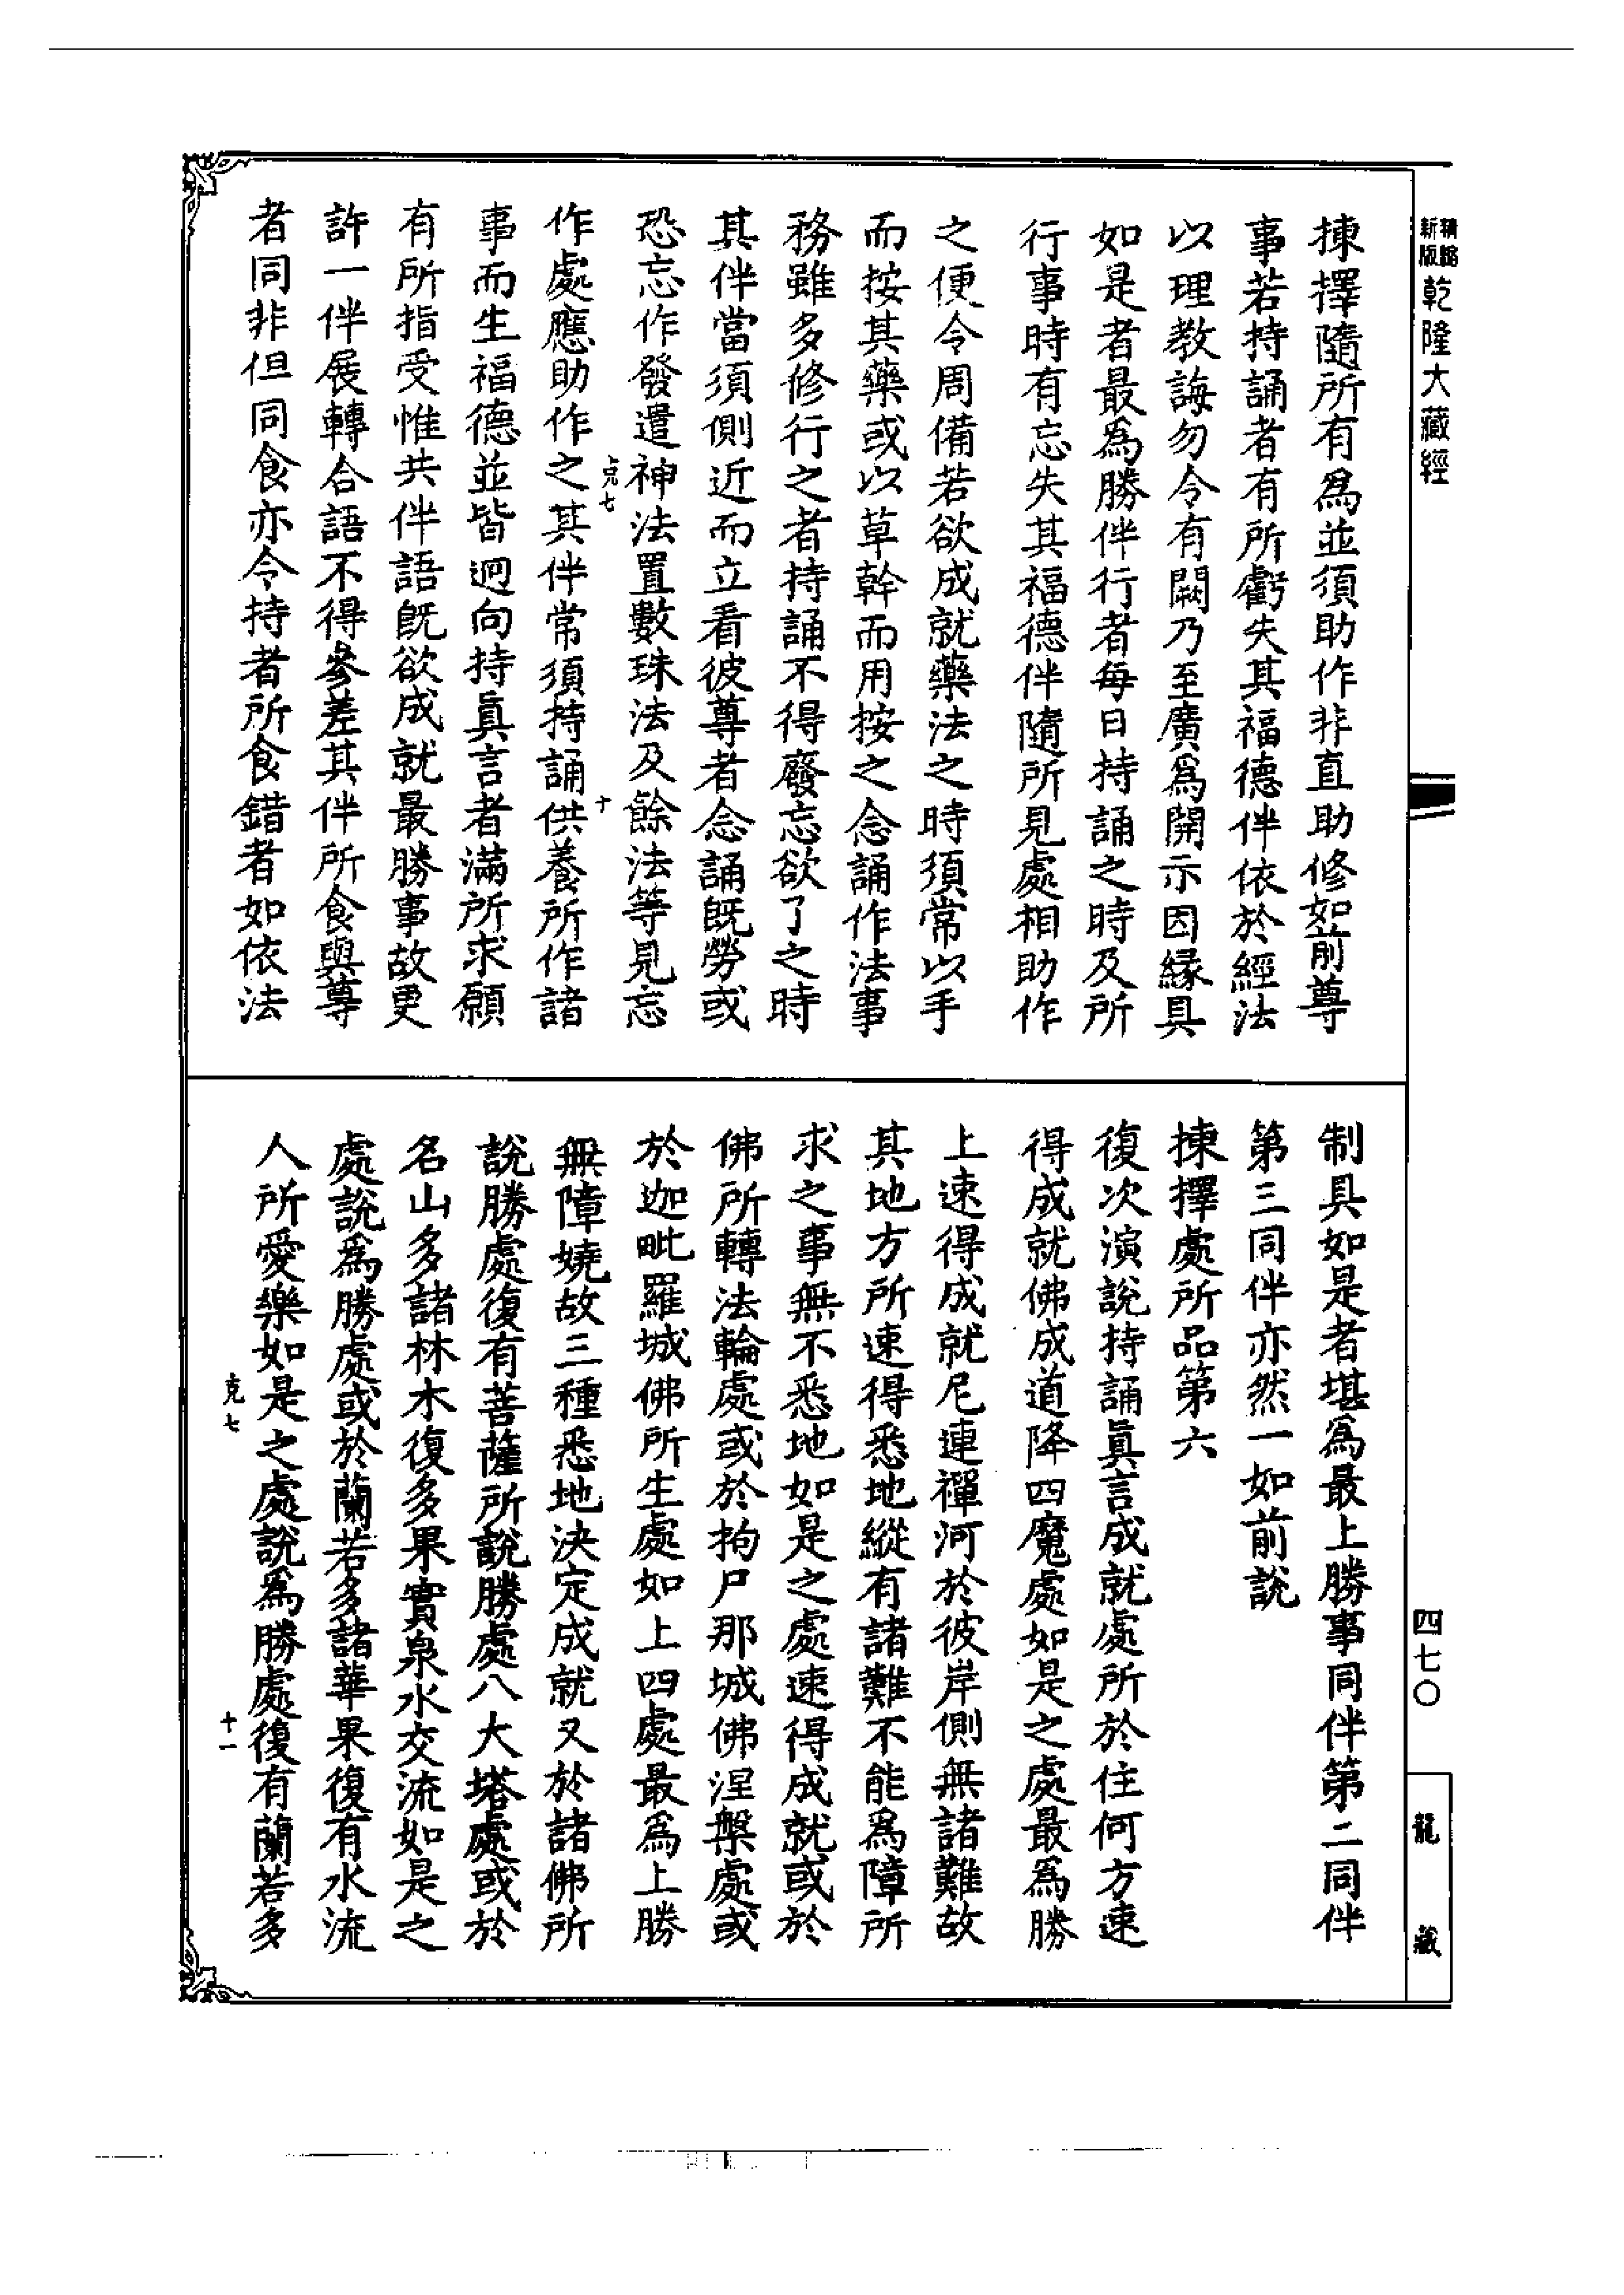 新版精縮乾隆大藏經
四七〇
龍藏
揀擇隨所有為並須助作非直助修如前尊
事若持誦者有所虧失其福德伴依於經法
以理教誨勿令有闕乃至廣為開示因緣具
如是者最為勝伴行者每日持誦之時及所
行事時有忘失其福德伴隨所見處相助作
之便令周備若欲成就藥法之時須常以手
而按其藥或以草幹而用按之念誦作法事
務雖多修行之者持誦不得廢忘欲了之時
其伴當須側近而立看彼尊者念誦既勞或
恐忘作發遣神法置數珠法及餘法等見忘
克七
十
作處應助作之其伴常須持誦供養所作諸
事而生福德並皆迴向持真言者滿所求願
有所指受惟共伴語既欲成就最勝事故更
許一伴展轉合語不得參差其伴所食與尊
者同非但同食亦令持者所食錯者如依法
制具如是者堪為最上勝事同伴第二同伴
第三同伴亦然一如前說
揀擇處所品第六
復次演說持誦真言成就處所於住何方速
得成就佛成道降四魔處如是之處最為勝
上速得成就尼連禪河於彼岸側無諸難故
其地方所速得悉地縱有諸難不能為障所
求之事無不悉地如是之處速得成就或於
佛所轉法輪處或於拘尸那城佛涅槃處或
於迦毗羅城佛所生處如上四處最為上勝
無障嬈故三種悉地決定成就又於諸佛所
說勝處復有菩薩所說勝處八大塔處或於
名山多諸林木復多果實泉水交流如是之
處說為勝處或於蘭若多諸華果復有水流
人所愛樂如是之處說為勝處復有蘭若多
克七
十一